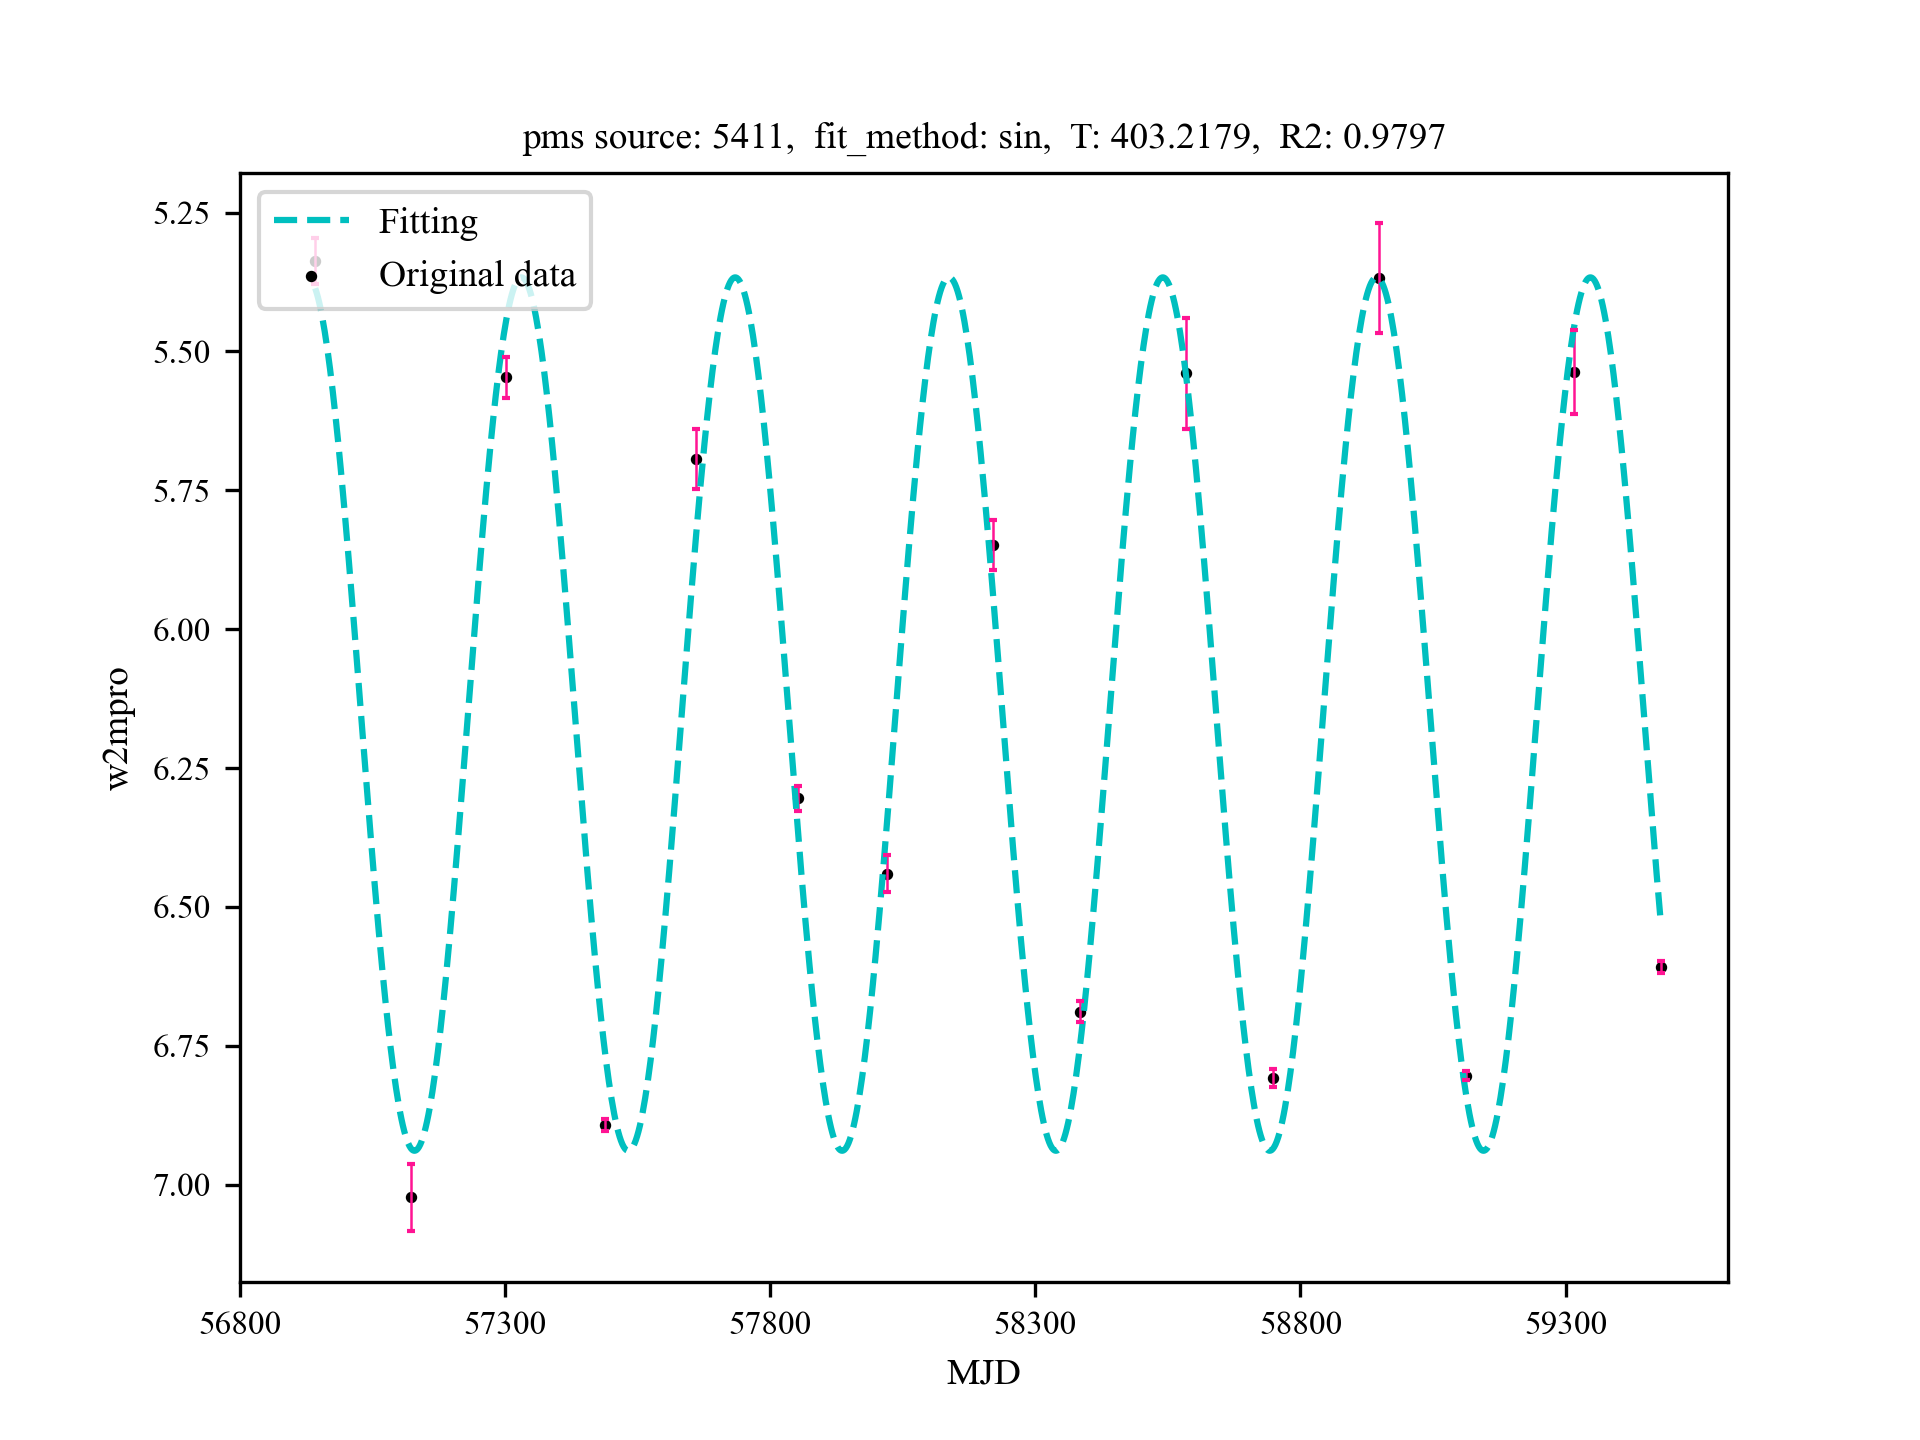 pms source: 5411,  fit_method: sin,  T: 403.2179,  R2: 0.9797
Fitting
Original data
5.25
5.50
5.75
6.00
6.25
6.50
6.75
7.00
w2mpro
56800 57300 57800 58300 58800 59300
MJD